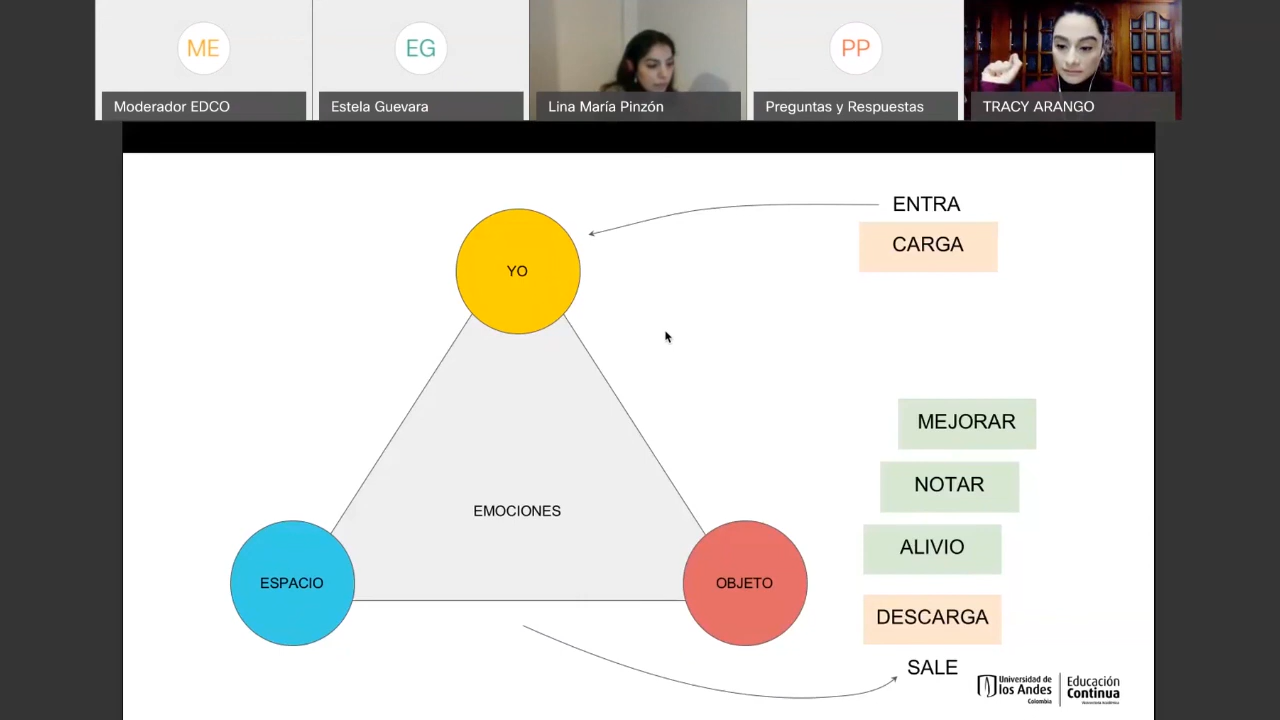 ME
EG
PP
Moderador EDCO
Estela Guevara
Lina María Pinzón
Preguntas y Respuestas
TRACY ARANGO
ENTRA
CARGA
YO
MEJORAR
NOTAR
EMOCIONES
ALIVIO
ESPACIO
OBJETO
DESCARGA
SALE
Universidad de
los Andes
Colombia
Educación
Continua